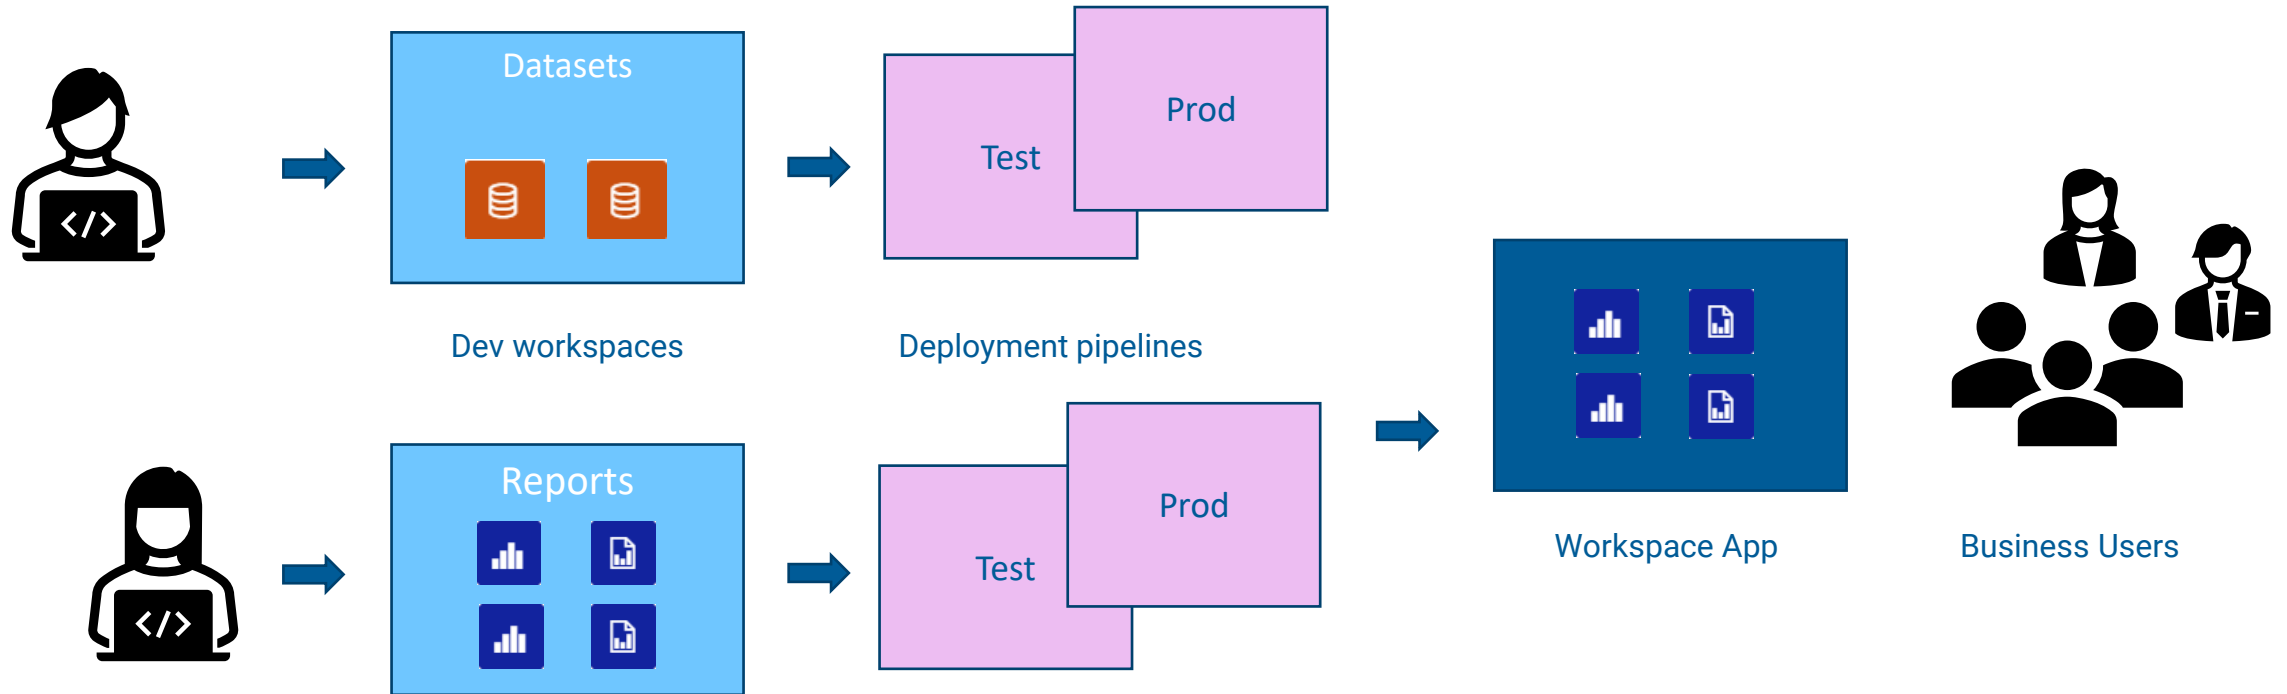 Datasets
Prod
Test
</>
Dev workspaces
Deployment pipelines
Reports
Prod
Test
Workspace App
Business Users
</>